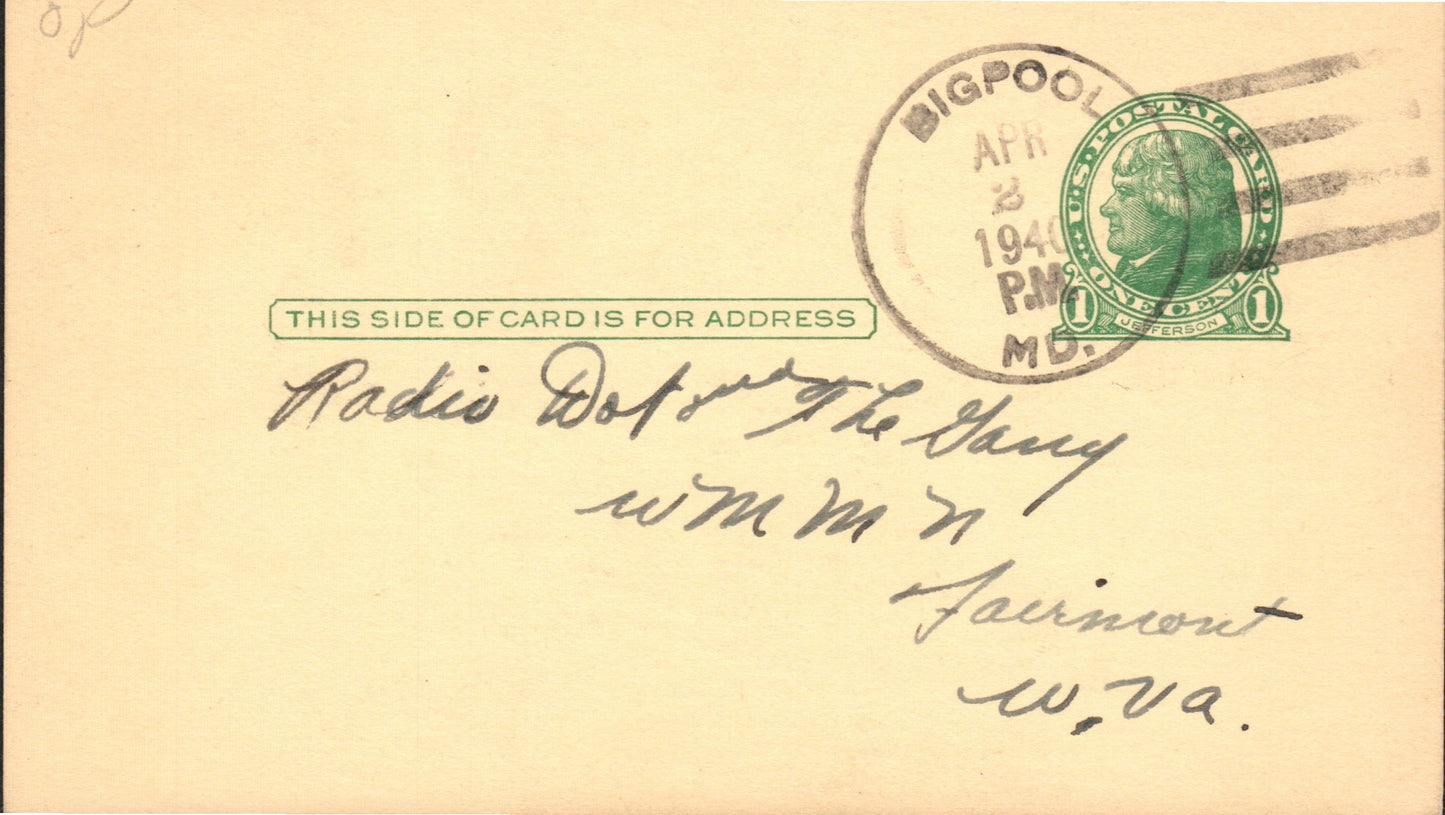 BIGPOOL
APR
2
1940
P.M.
MD.
U.S. POSTAL CARD
1 ONE CENT 1
JEFFERSON
THIS SIDE OF CARD IS FOR ADDRESS
Radio Dot and The Gang
WMMN
Fairmont
W. Va.